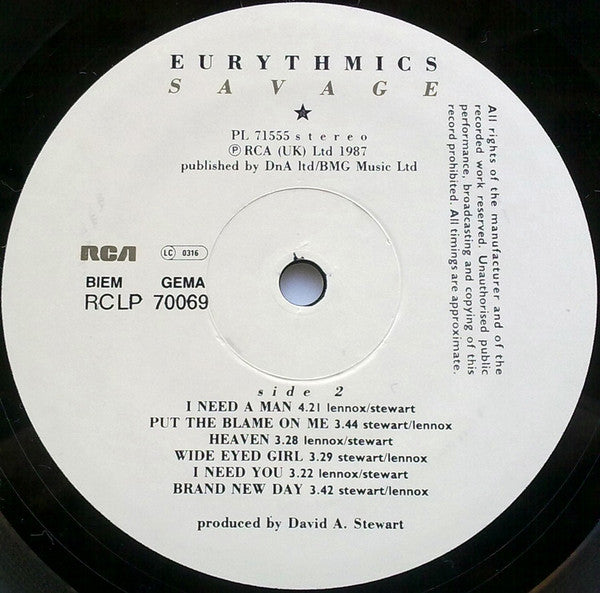 EURYTHMICS
SAVAGE
PL 71555 stereo
Ⓟ RCA (UK) Ltd 1987
published by DnA ltd/BMG Music Ltd
All rights of the manufacturer and of the
recorded work reserved. Unauthorised public
performance, broadcasting and copying of this
record prohibited. All timings are approximate.
RCA
LC 0316
BIEM GEMA
RCLP 70069
side 2
I NEED A MAN 4.21 lennox/stewart
PUT THE BLAME ON ME 3.44 stewart/lennox
HEAVEN 3.28 lennox/stewart
WIDE EYED GIRL 3.29 stewart/lennox
I NEED YOU 3.22 lennox/stewart
BRAND NEW DAY 3.42 stewart/lennox
produced by David A. Stewart